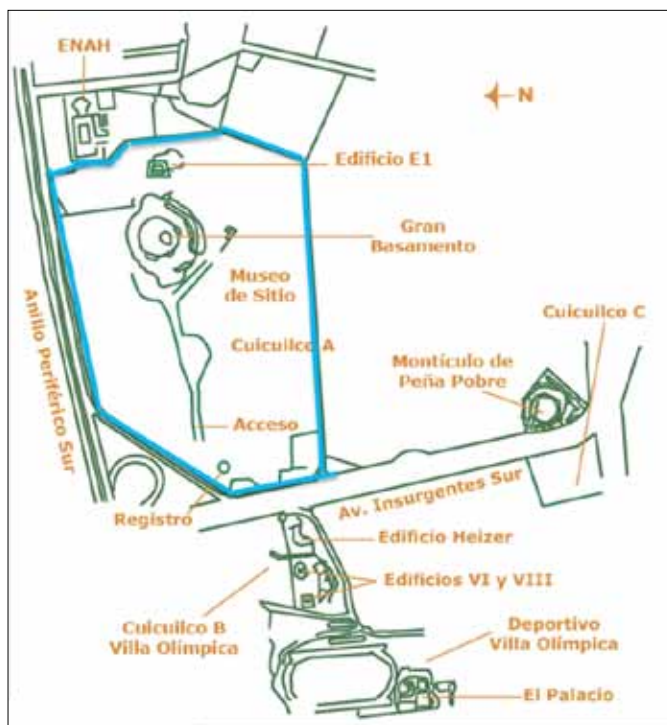 ENAH
N
Edificio E1
Gran
Basamento
Museo
de Sitio
Cuicuilco C
Anillo Periférico Sur
Cuicuilco A
Montículo de
Peña Pobre
Acceso
Av. Insurgentes Sur
Registro
Edificio Heizer
Edificios VI y VIII
Cuicuilco B
Villa Olímpica
Deportivo
Villa Olímpica
El Palacio